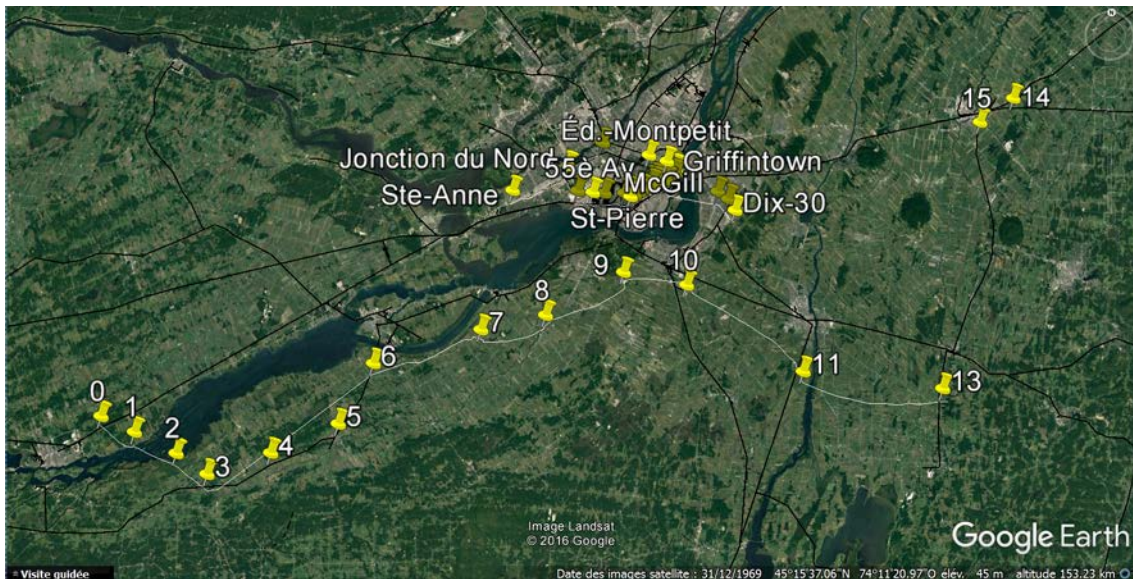 15
14
Éd.-Montpetit
Jonction du Nord
55è Av
Griffintown
Ste-Anne
McGill
Dix-30
St-Pierre
9
10
8
7
6
11
13
0
1
2
5
4
3
Image Landsat
© 2016 Google
Google Earth
Visite guidée
Date des images satellite : 31/12/1969 45°15'37.06" N 74°11'20.97" O élév. 45 m altitude 153.23 km